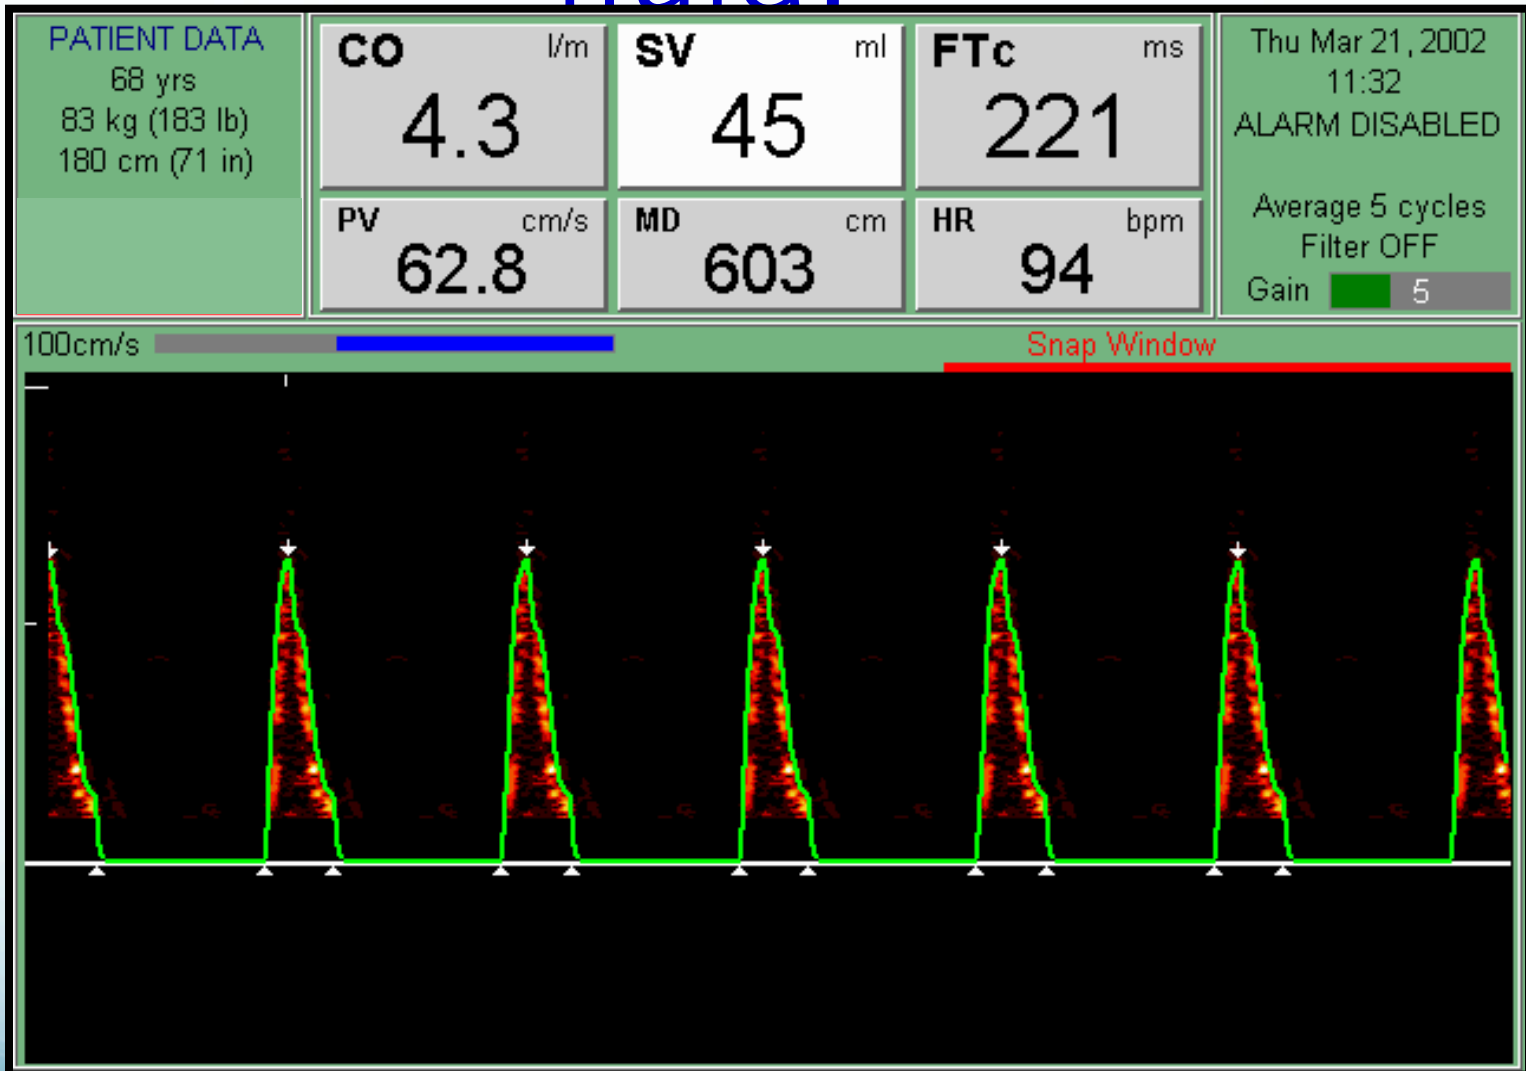 PATIENT DATA
68 yrs
83 kg (183 lb)
180 cm (71 in)
CO l/m
4.3
SV ml
45
FTc ms
221
PV cm/s
62.8
MD cm
603
HR bpm
94
Thu Mar 21, 2002
11:32
ALARM DISABLED
Average 5 cycles
Filter OFF
Gain 5
100cm/s
Snap Window